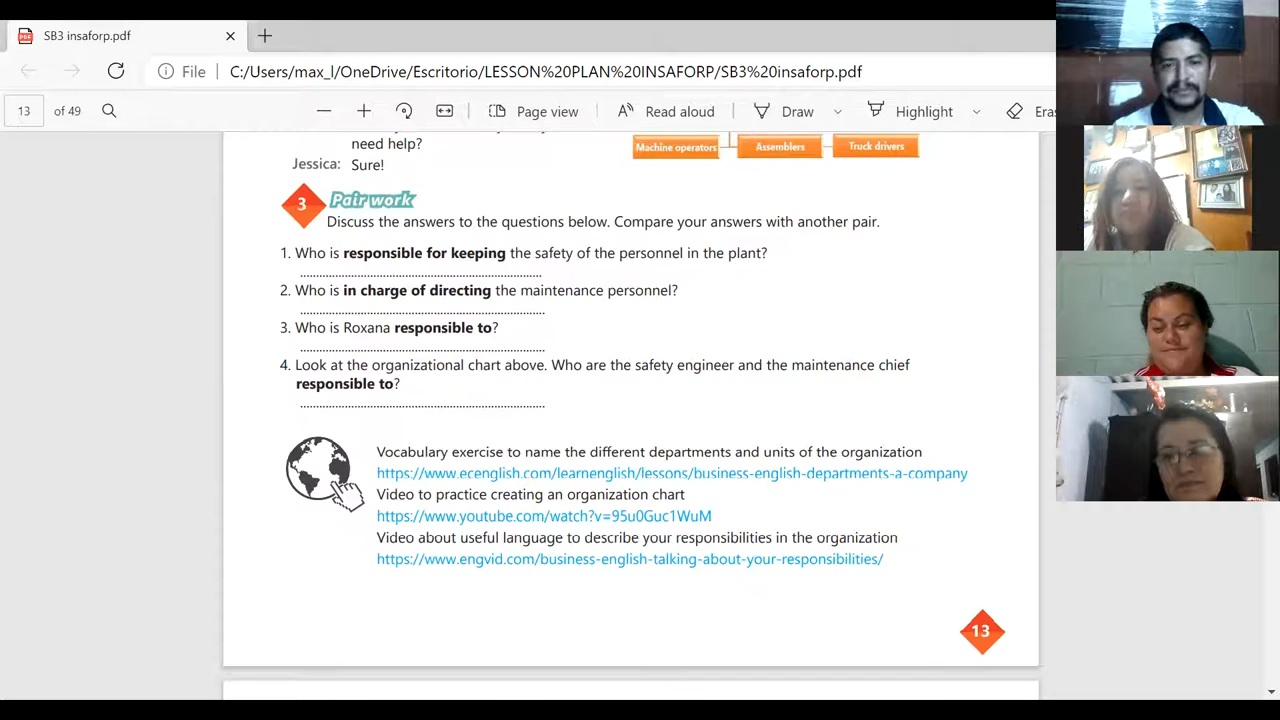 SB3 insaforp.pdf
File
C:/Users/max_l/OneDrive/Escritorio/LESSON%20PLAN%20INSAFORP/SB3%20insaforp.pdf
13 of 49
Page view
Read aloud
Draw
Highlight
Eras
need help?
Jessica: Sure!
Machine operators
Assemblers
Truck drivers
3 Pair work
Discuss the answers to the questions below. Compare your answers with another pair.
1. Who is responsible for keeping the safety of the personnel in the plant?
2. Who is in charge of directing the maintenance personnel?
3. Who is Roxana responsible to?
4. Look at the organizational chart above. Who are the safety engineer and the maintenance chief
responsible to?
Vocabulary exercise to name the different departments and units of the organization
https://www.ecenglish.com/learnenglish/lessons/business-english-departments-a-company
Video to practice creating an organization chart
https://www.youtube.com/watch?v=95u0Guc1WuM
Video about useful language to describe your responsibilities in the organization
https://www.engvid.com/business-english-talking-about-your-responsibilities/
13